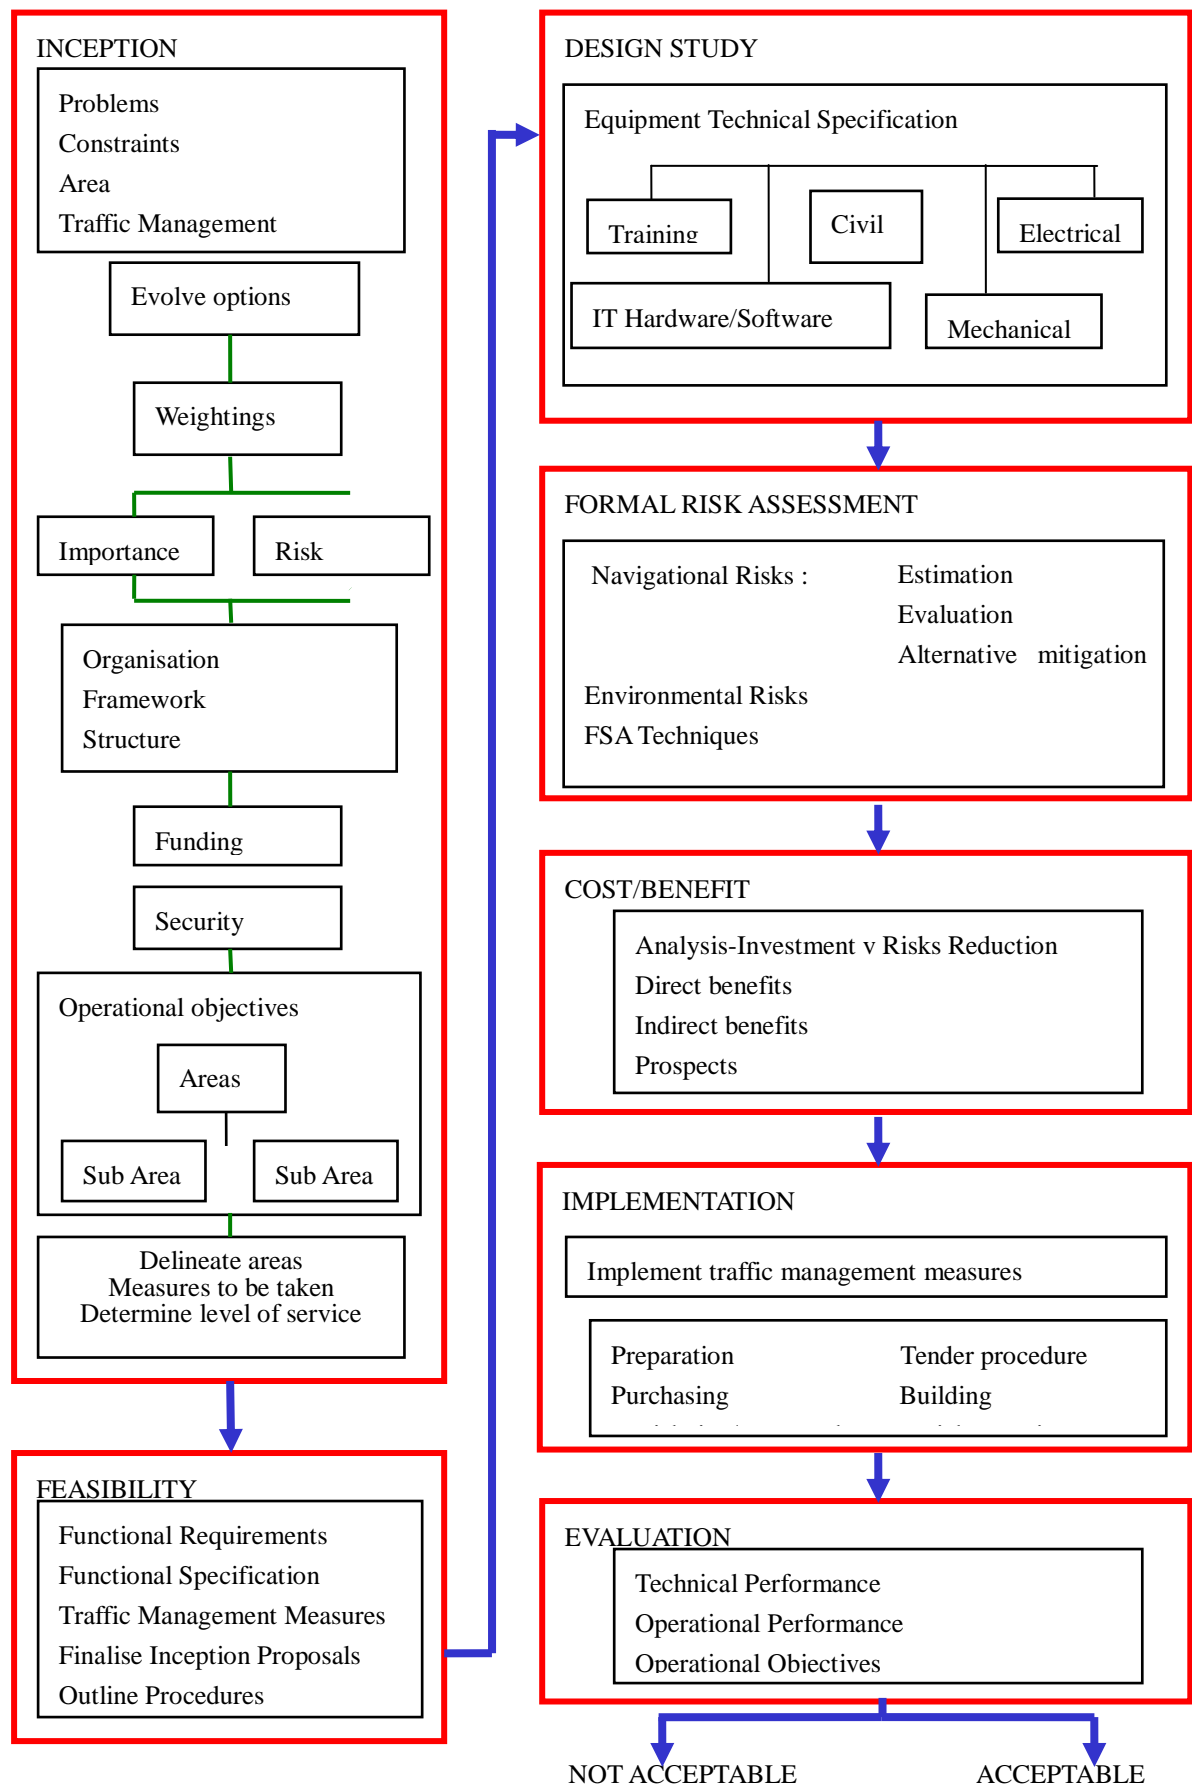 INCEPTION
Problems
Constraints
Area
Traffic Management
Evolve options
Weightings
Importance
Risk
Organisation
Framework
Structure
Funding
Security
Operational objectives
Areas
Sub Area
Sub Area
Delineate areas
Measures to be taken
Determine level of service
FEASIBILITY
Functional Requirements
Functional Specification
Traffic Management Measures
Finalise Inception Proposals
Outline Procedures
DESIGN STUDY
Equipment Technical Specification
Training
Civil
Electrical
IT Hardware/Software
Mechanical
FORMAL RISK ASSESSMENT
Navigational Risks : Estimation
Evaluation
Alternative mitigation
Environmental Risks
FSA Techniques
COST/BENEFIT
Analysis-Investment v Risks Reduction
Direct benefits
Indirect benefits
Prospects
IMPLEMENTATION
Implement traffic management measures
Preparation Tender procedure
Purchasing Building
EVALUATION
Technical Performance
Operational Performance
Operational Objectives
NOT ACCEPTABLE ACCEPTABLE